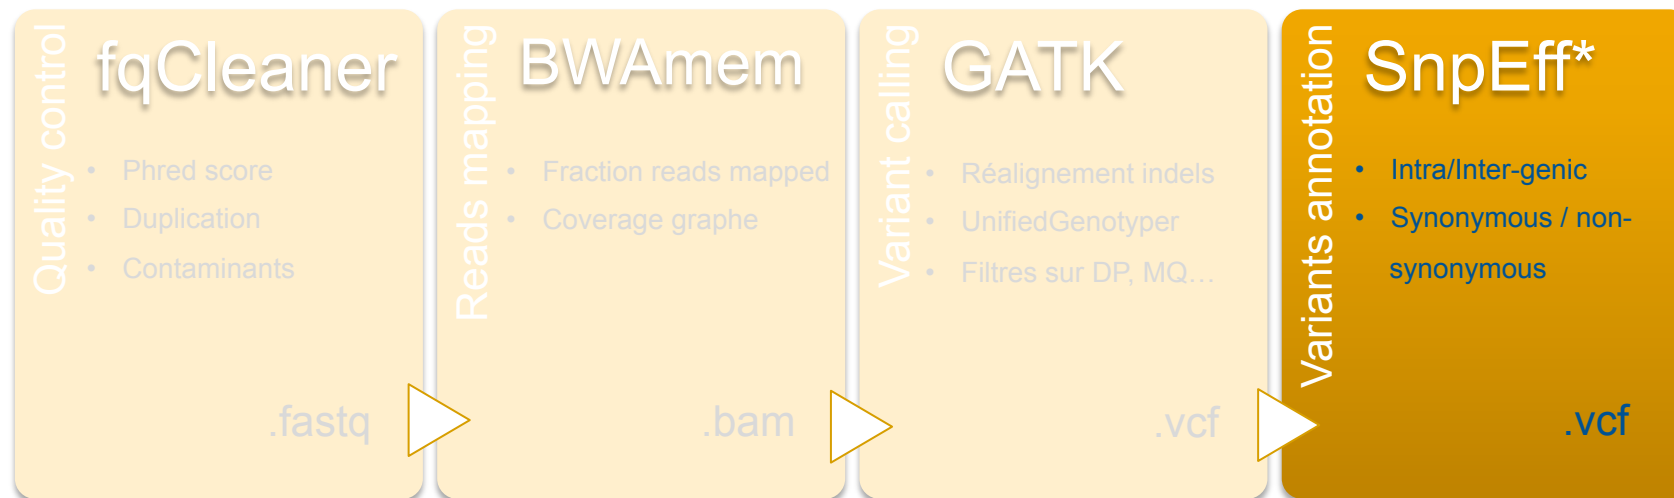 Quality control
fqCleaner
• Phred score
• Duplication
• Contaminants
.fastq
Reads mapping
BWAmem
• Fraction reads mapped
• Coverage graphe
.bam
Variant calling
GATK
• Réalignement indels
• UnifiedGenotyper
• Filtres sur DP, MQ…
.vcf
Variants annotation
SnpEff*
• Intra/Inter-genic
• Synonymous / non-
synonymous
.vcf